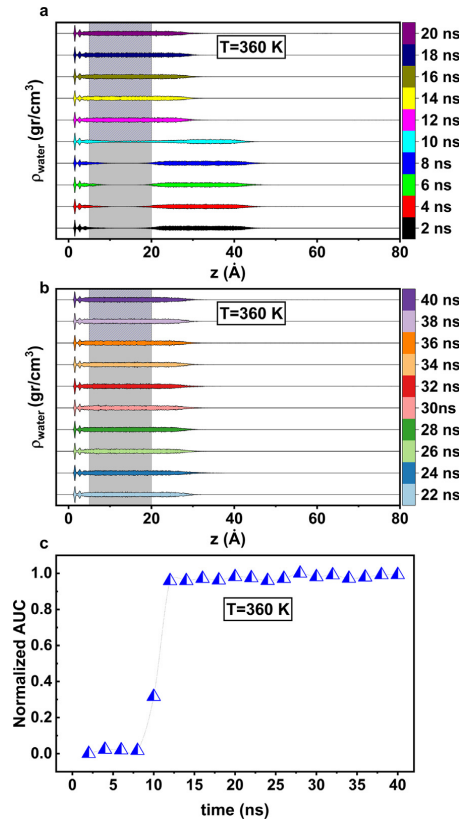 a
T=360 K
ρwater (gr/cm³)
20 ns
18 ns
16 ns
14 ns
12 ns
10 ns
8 ns
6 ns
4 ns
2 ns
0 20 40 60 80
z (Å)
b
T=360 K
ρwater (gr/cm³)
40 ns
38 ns
36 ns
34 ns
32 ns
30ns
28 ns
26 ns
24 ns
22 ns
0 20 40 60 80
z (Å)
c
T=360 K
Normalized AUC
1.0
0.8
0.6
0.4
0.2
0.0
0 5 10 15 20 25 30 35 40
time (ns)